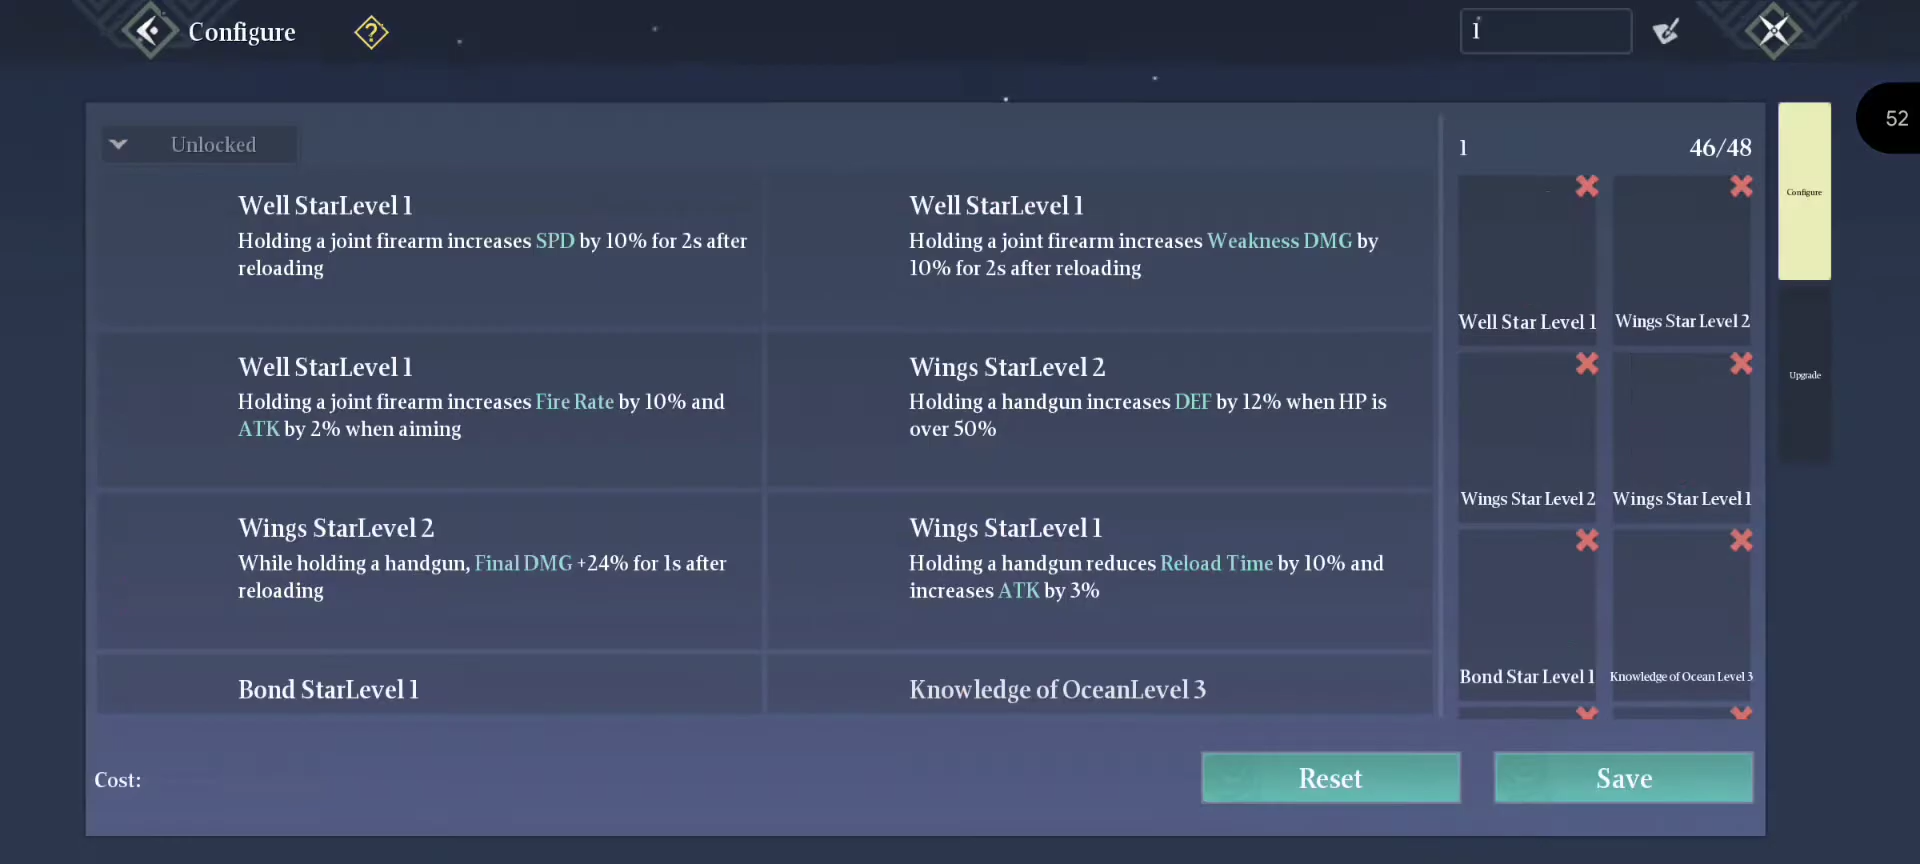 Configure
?
1
52
Unlocked
1
46/48
Configure
Upgrade
Well StarLevel 1
Holding a joint firearm increases SPD by 10% for 2s after
reloading
Well StarLevel 1
Holding a joint firearm increases Weakness DMG by
10% for 2s after reloading
Well StarLevel 1
Holding a joint firearm increases Fire Rate by 10% and
ATK by 2% when aiming
Wings StarLevel 2
Holding a handgun increases DEF by 12% when HP is
over 50%
Wings StarLevel 2
While holding a handgun, Final DMG +24% for 1s after
reloading
Wings StarLevel 1
Holding a handgun reduces Reload Time by 10% and
increases ATK by 3%
Bond StarLevel 1
Knowledge of OceanLevel 3
Well Star Level 1
Wings Star Level 2
Wings Star Level 2
Wings Star Level 1
Bond Star Level 1
Knowledge of Ocean Level 3
Cost:
Reset
Save